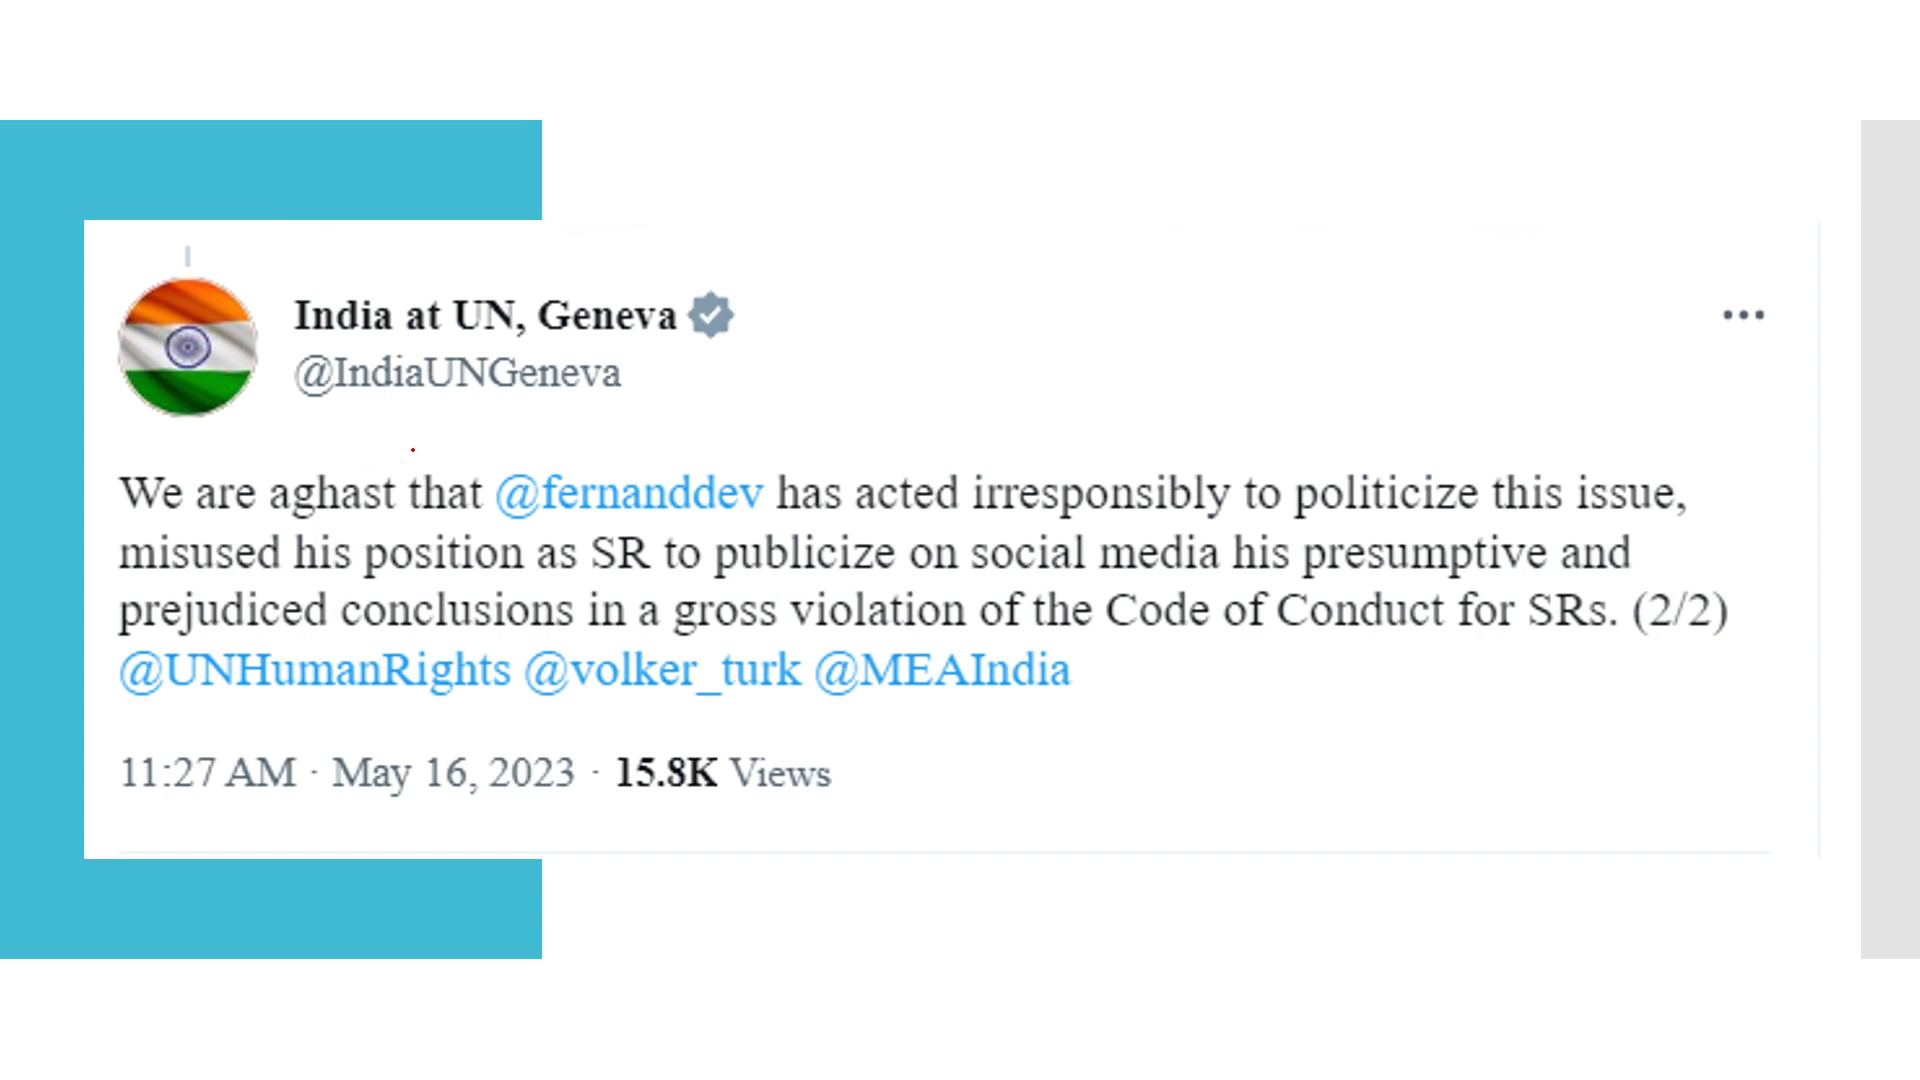 India at UN, Geneva
@IndiaUNGeneva
We are aghast that @fernanddev has acted irresponsibly to politicize this issue,
misused his position as SR to publicize on social media his presumptive and
prejudiced conclusions in a gross violation of the Code of Conduct for SRs. (2/2)
@UNHumanRights @volker_turk @MEAIndia
11:27 AM · May 16, 2023 · 15.8K Views